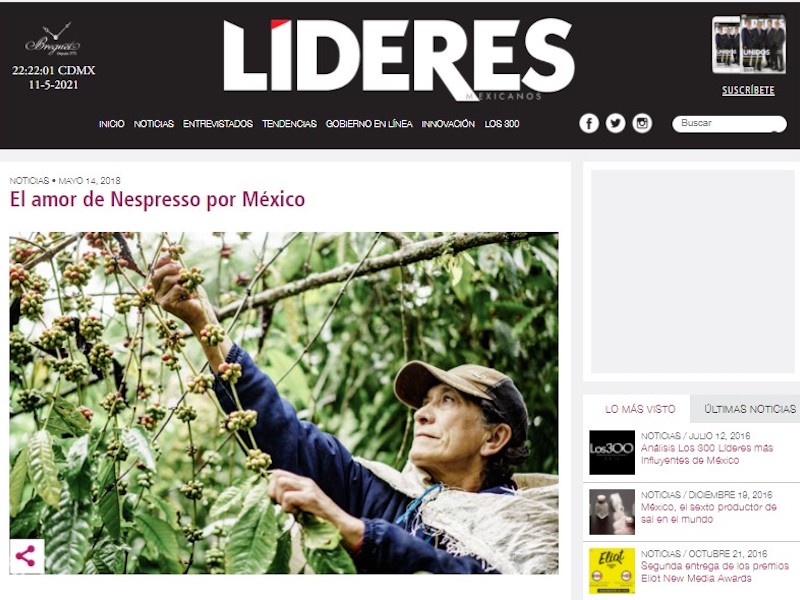 Breguet
Depuis 1775
22:22:01 CDMX
11-5-2021
LÍDERES
MEXICANOS
UNIDOS
SUSCRÍBETE
INICIO NOTICIAS ENTREVISTADOS TENDENCIAS GOBIERNO EN LÍNEA INNOVACIÓN LOS 300
Buscar
NOTICIAS • MAYO 14, 2018
El amor de Nespresso por México
LO MÁS VISTO ÚLTIMAS NOTICIAS
Los300
NOTICIAS / JULIO 12, 2016
Análisis Los 300 Líderes más
Influyentes de México
NOTICIAS / DICIEMBRE 19, 2016
México, el sexto productor de
sal en el mundo
Eliot
NOTICIAS / OCTUBRE 21, 2016
Segunda entrega de los premios
Eliot New Media Awards